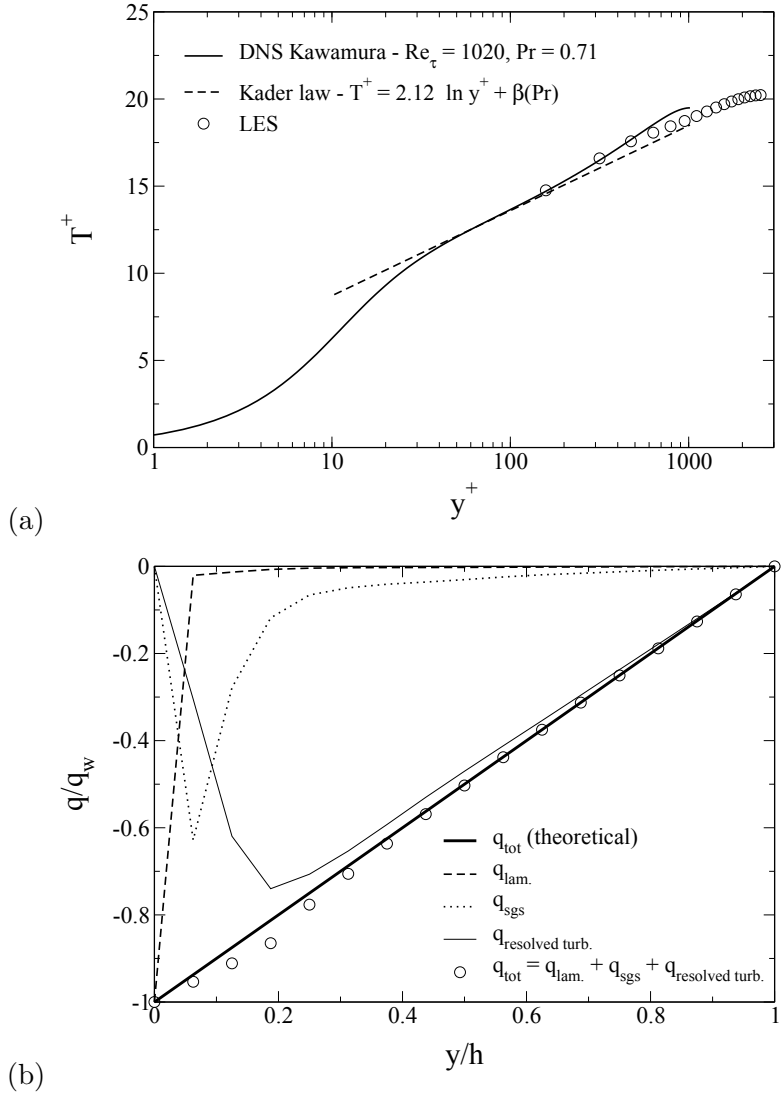 DNS Kawamura - Reτ = 1020, Pr = 0.71
Kader law - T+ = 2.12 ln y+ + β(Pr)
LES
25
20
15
10
5
0
T+
1
10
100
1000
y+
(a)
0
-0.2
-0.4
-0.6
-0.8
-1
q/qw
qtot (theoretical)
qlam.
qsgs
qresolved turb.
qtot = qlam. + qsgs + qresolved turb.
0
0.2
0.4
0.6
0.8
1
y/h
(b)